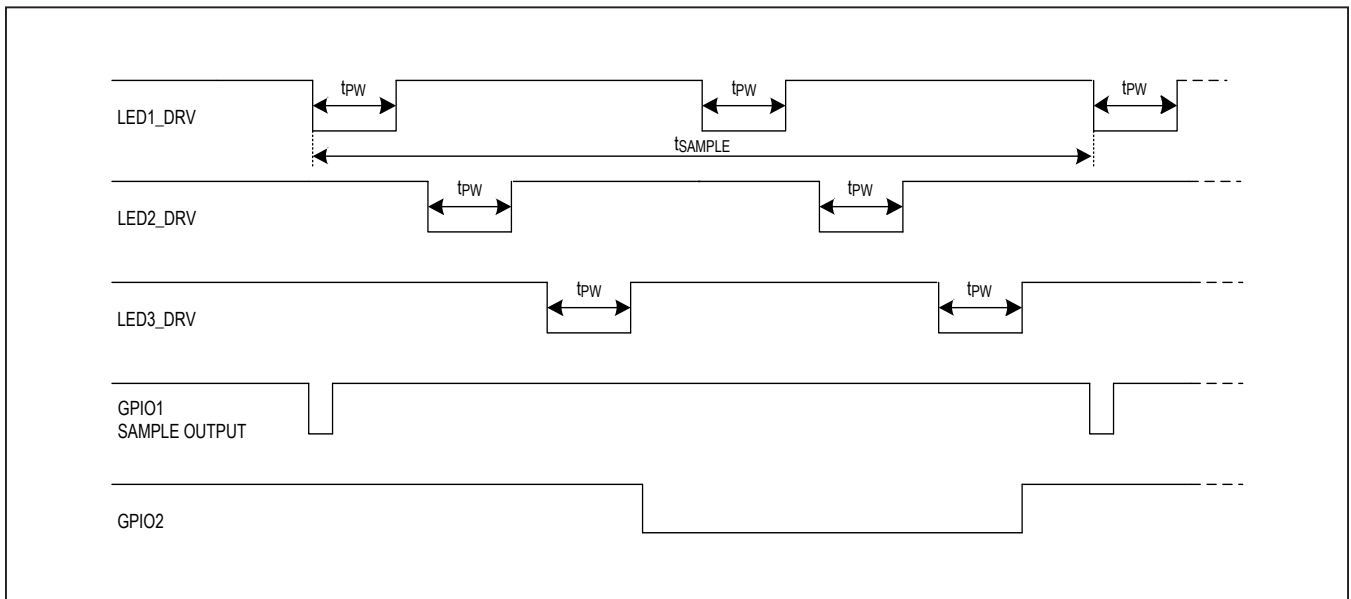 tPW tPW tPW
LED1_DRV
tSAMPLE
tPW tPW
LED2_DRV
tPW tPW
LED3_DRV
GPIO1
SAMPLE OUTPUT
GPIO2